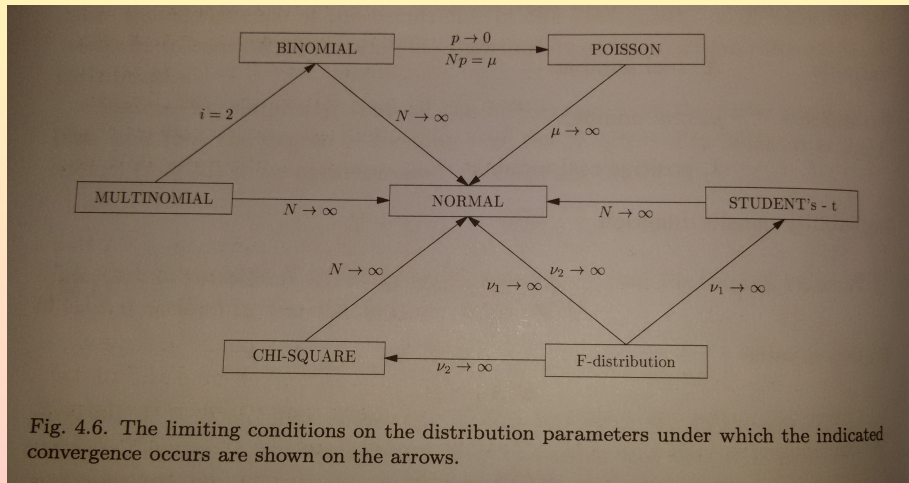 BINOMIAL
p → 0
Np = μ
POISSON
i = 2
N → ∞
μ → ∞
MULTINOMIAL
N → ∞
NORMAL
N → ∞
STUDENT's - t
N → ∞
ν₂ → ∞
ν₁ → ∞
ν₁ → ∞
CHI-SQUARE
ν₂ → ∞
F-distribution
Fig. 4.6. The limiting conditions on the distribution parameters under which the indicated
convergence occurs are shown on the arrows.